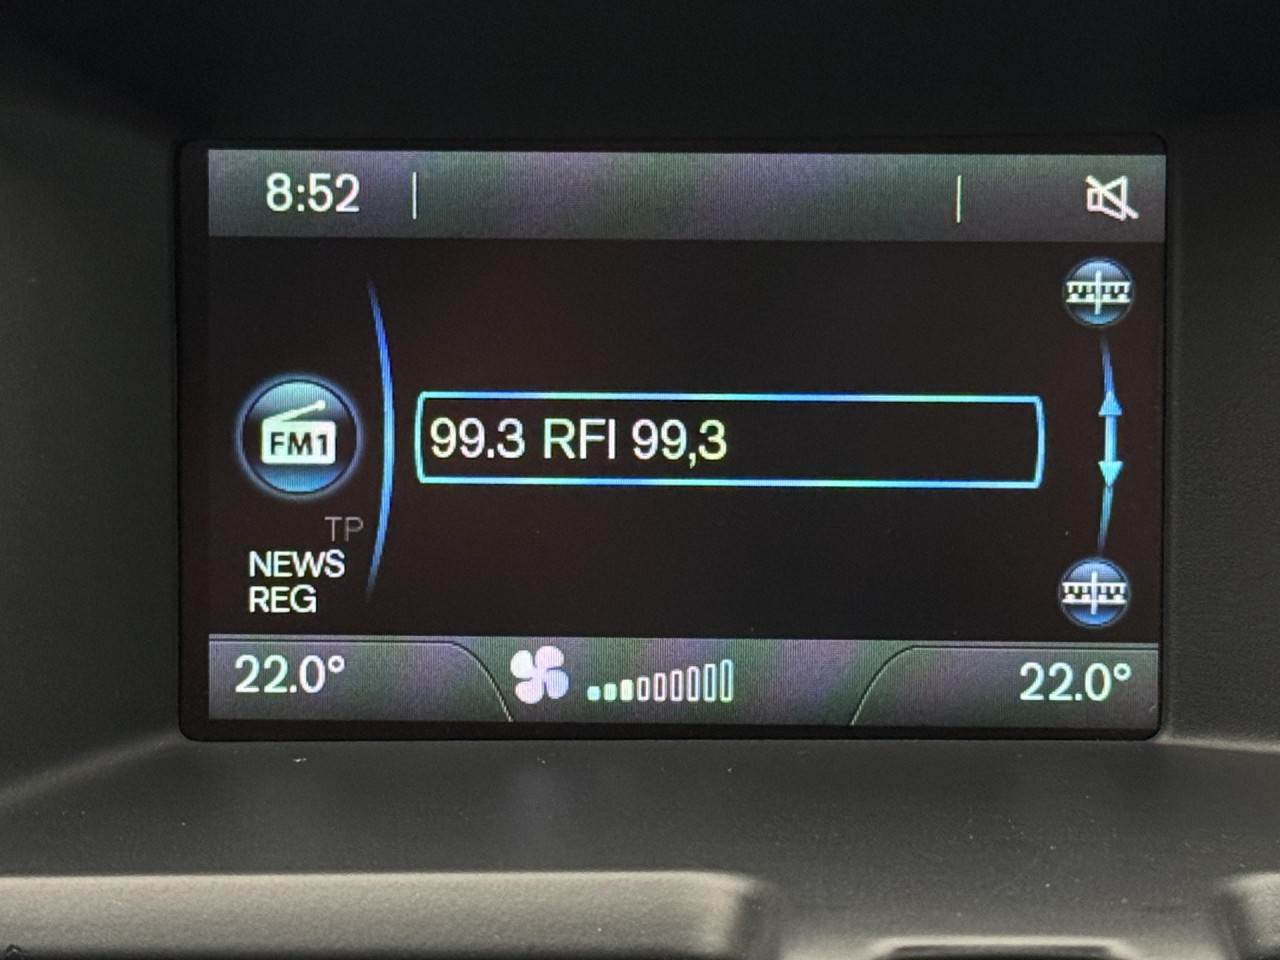 8:52
FM1
99.3 RFI 99,3
TP
NEWS
REG
22.0°
22.0°